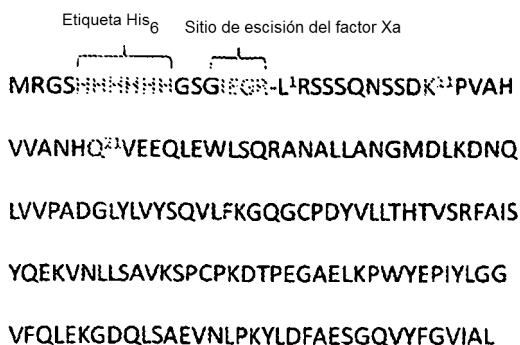 Etiqueta His6 Sitio de escisión del factor Xa
MRGSHHHHHHGSGIEGR-L¹RSSSQNSSDK¹¹PVAH
VVANHQ²¹VEEQLEWLSQRANALLANGMDLKDNQ
LVVPADGLYLVYSQVLFKGQGCPDYVLLTHTVSRFAIS
YQEKVNLLSAVKSPCPKDTPEGAELKPWYEPIYLGG
VFQLEKGDQLSAEVNLPKYLDFAESGQVYFGVIAL